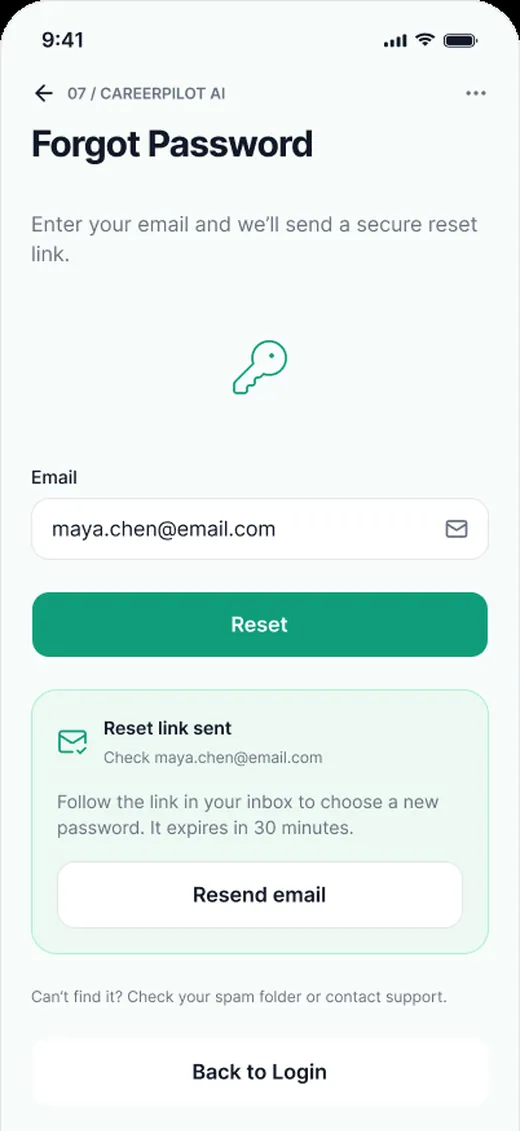 9:41
07 / CAREERPILOT AI
Forgot Password
Enter your email and we’ll send a secure reset
link.
Email
maya.chen@email.com
Reset
Reset link sent
Check maya.chen@email.com
Follow the link in your inbox to choose a new
password. It expires in 30 minutes.
Resend email
Can’t find it? Check your spam folder or contact support.
Back to Login